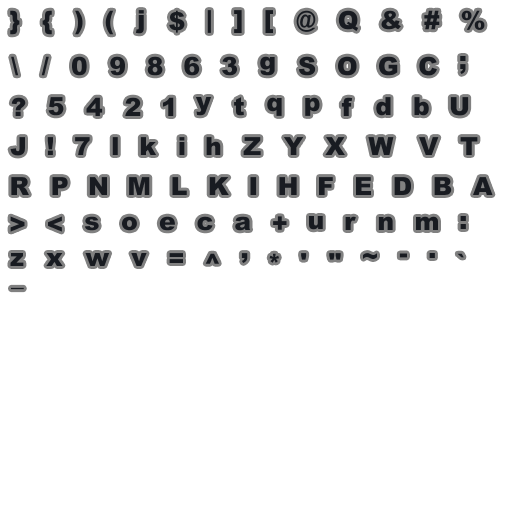 } { ) ( j $ | ] [ @ Q & # %
\ / 0 9 8 6 3 g S O G C ;
? 5 4 2 1 y t q p f d b U
J ! 7 l k i h Z Y X W V T
R P N M L K I H F E D B A
> < s o e c a + u r n m :
z x w v = ^ , * ' " ~ - . `
_